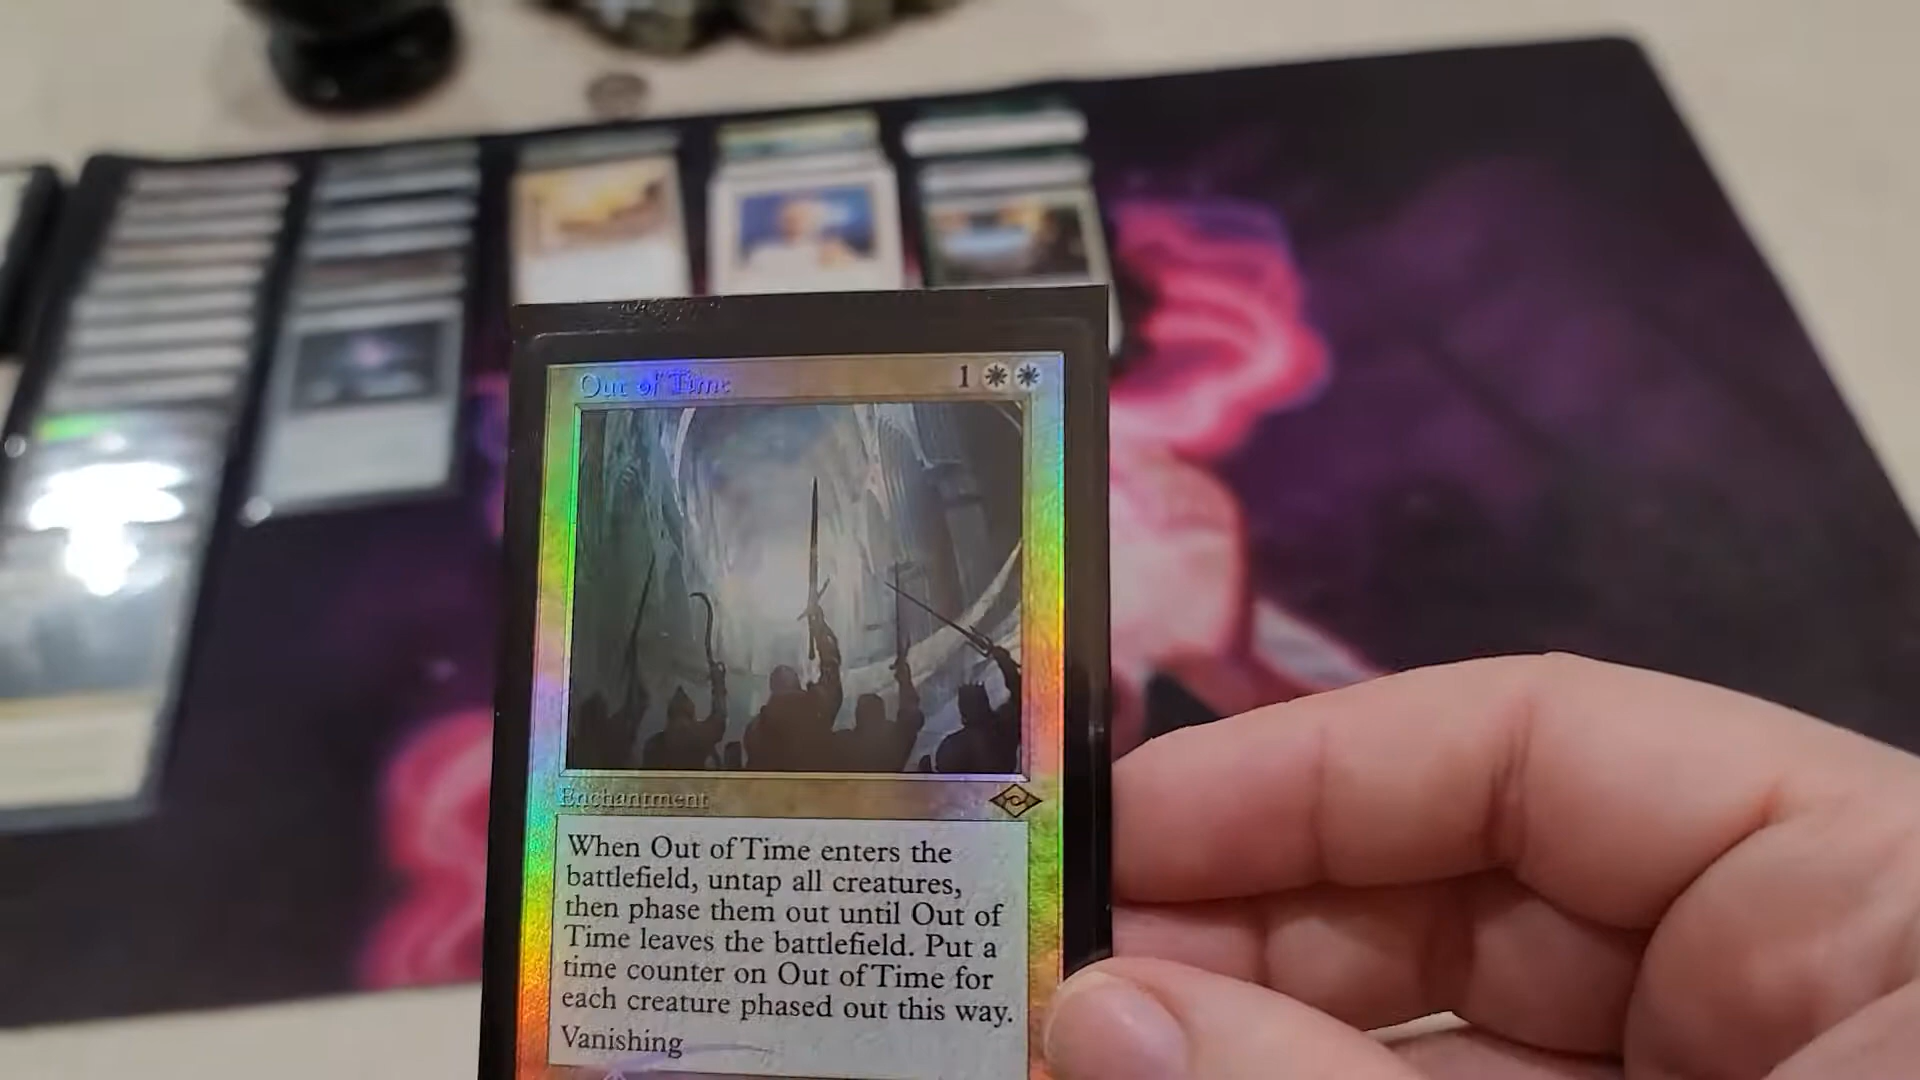 Out of Time 1
Enchantment
When Out of Time enters the
battlefield, untap all creatures,
then phase them out until Out of
Time leaves the battlefield. Put a
time counter on Out of Time for
each creature phased out this way.
Vanishing